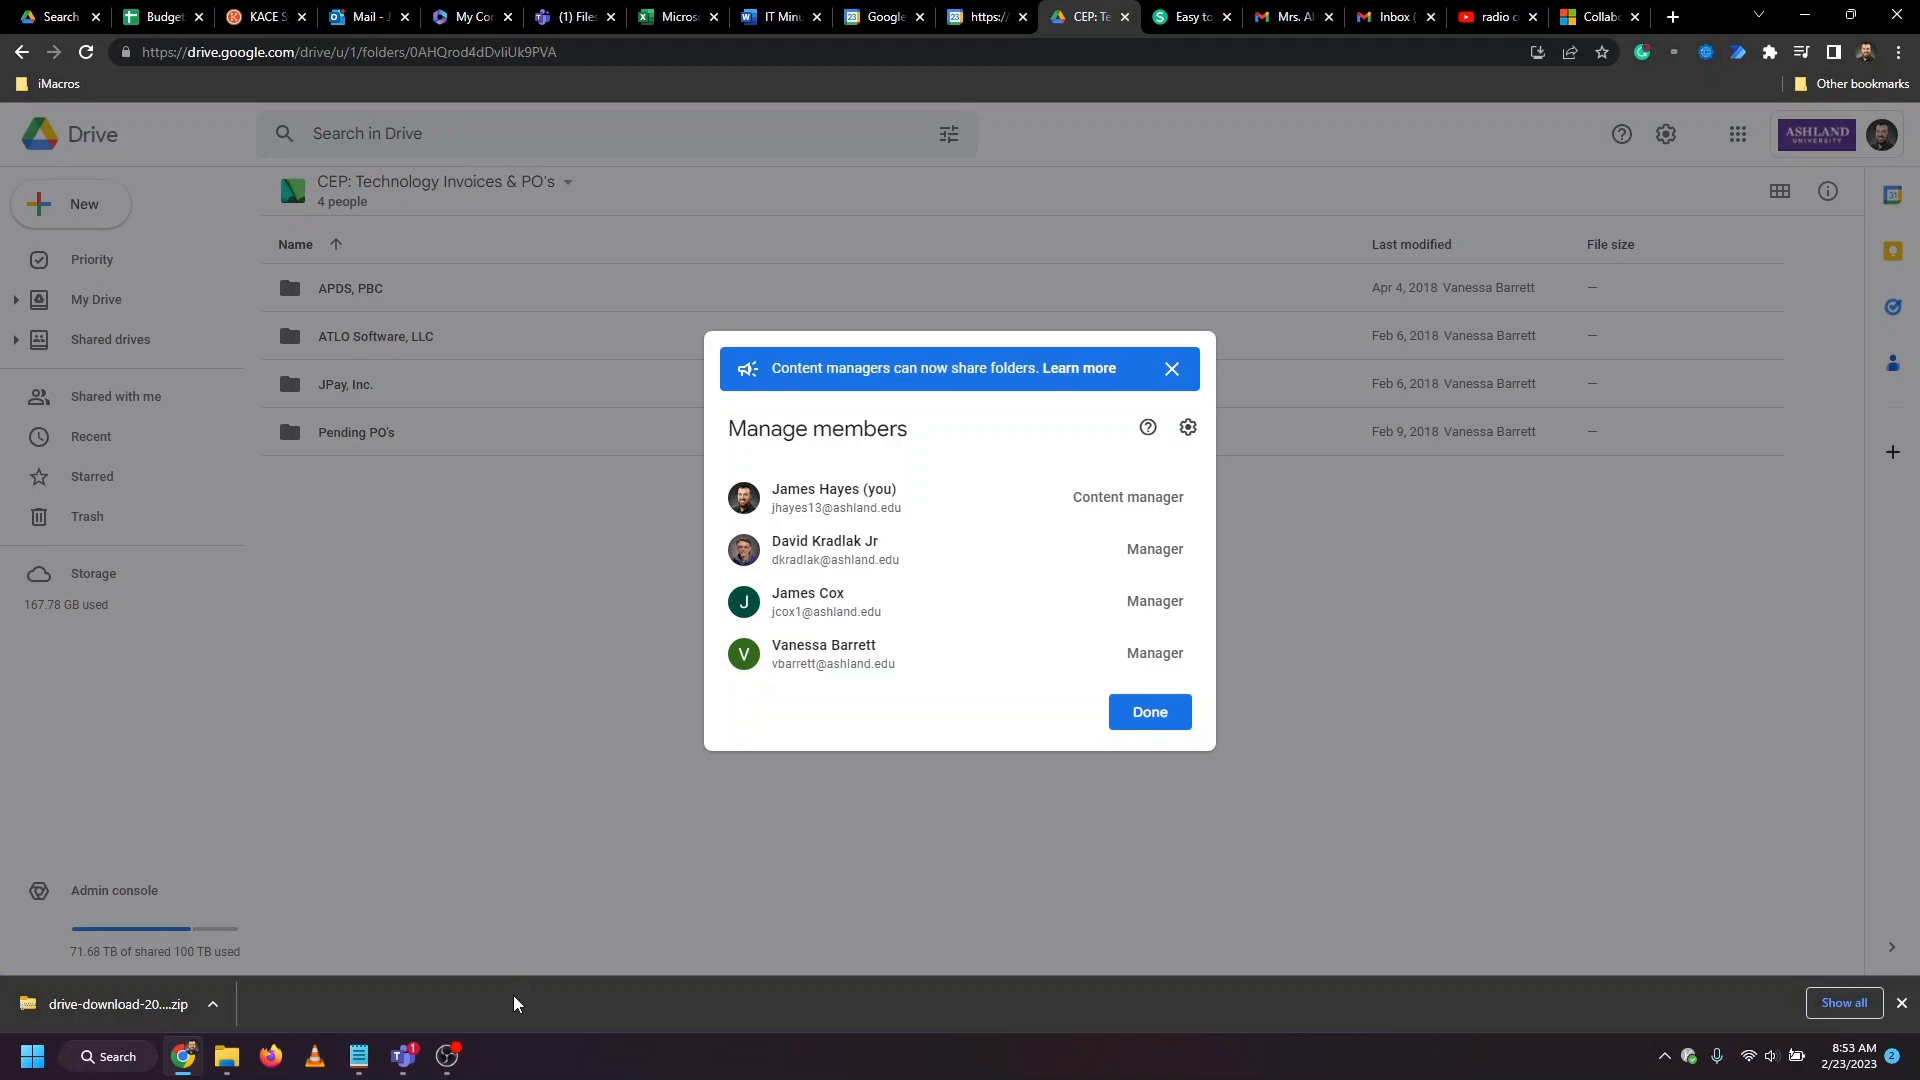 Search
Budget
KACE S
Mail - J
My Cor
(1) Files
Micros
IT Minu
Google
https:/
CEP: Te
Easy to
Mrs. Al
Inbox (
radio c
Collab
https://drive.google.com/drive/u/1/folders/0AHQrod4dDvliUk9PVA
iMacros
Other bookmarks
Drive
Search in Drive
ASHLAND
UNIVERSITY
New
CEP: Technology Invoices & PO's
4 people
Name
Last modified
File size
Priority
My Drive
Shared drives
Shared with me
Recent
Starred
Trash
Storage
167.78 GB used
APDS, PBC
Apr 4, 2018 Vanessa Barrett
—
ATLO Software, LLC
Feb 6, 2018 Vanessa Barrett
—
JPay, Inc.
Feb 6, 2018 Vanessa Barrett
—
Pending PO's
Feb 9, 2018 Vanessa Barrett
—
Content managers can now share folders. Learn more
Manage members
James Hayes (you)
jhayes13@ashland.edu
Content manager
David Kradlak Jr
dkradlak@ashland.edu
Manager
J
James Cox
jcox1@ashland.edu
Manager
V
Vanessa Barrett
vbarrett@ashland.edu
Manager
Done
Admin console
71.68 TB of shared 100 TB used
drive-download-20....zip
Show all
Search
1
8:53 AM
2/23/2023
2